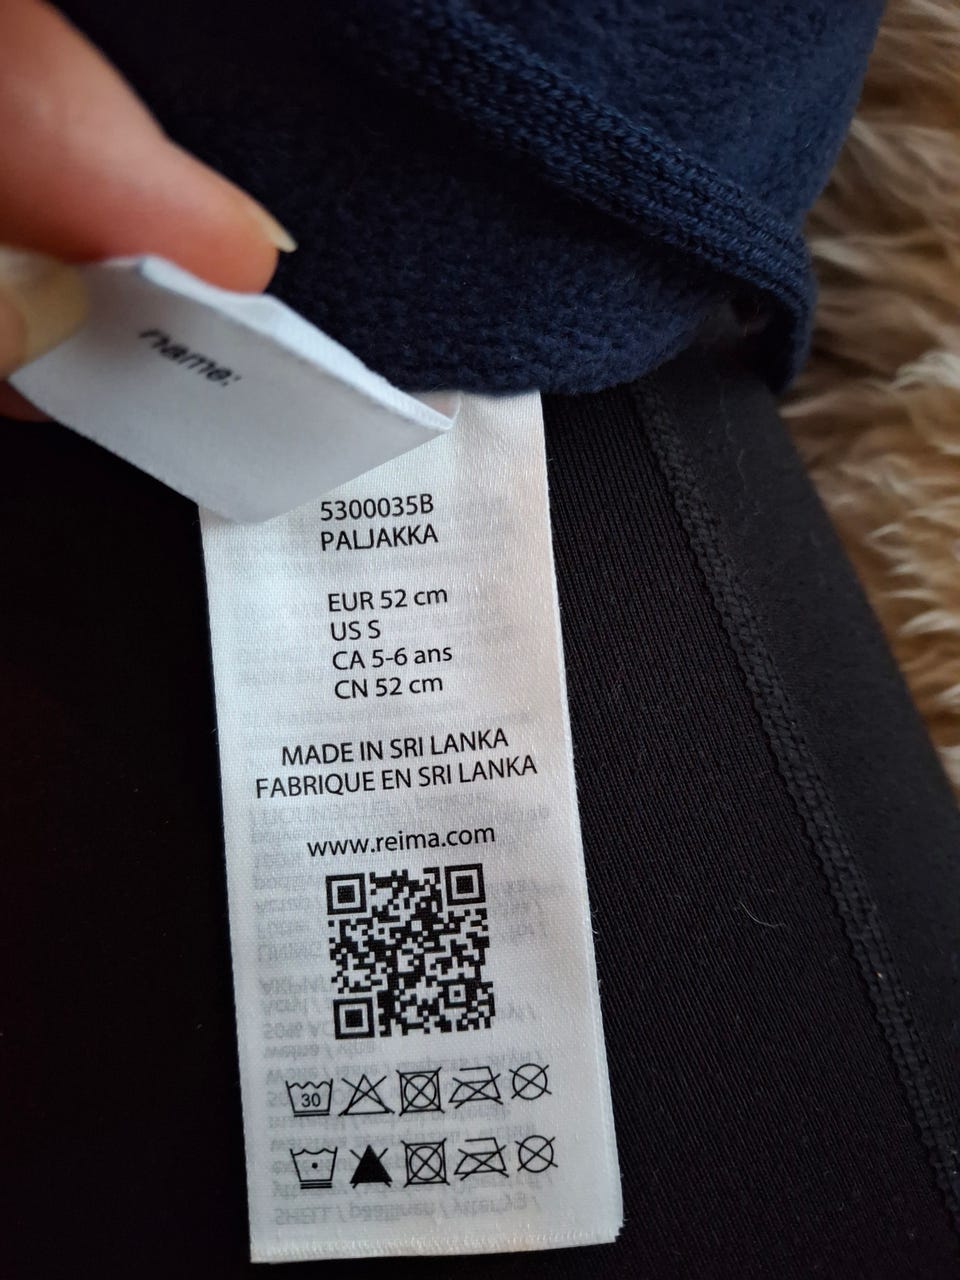 name:
5300035B
PALJAKKA
EUR 52 cm
US S
CA 5-6 ans
CN 52 cm
MADE IN SRI LANKA
FABRIQUE EN SRI LANKA
www.reima.com
30